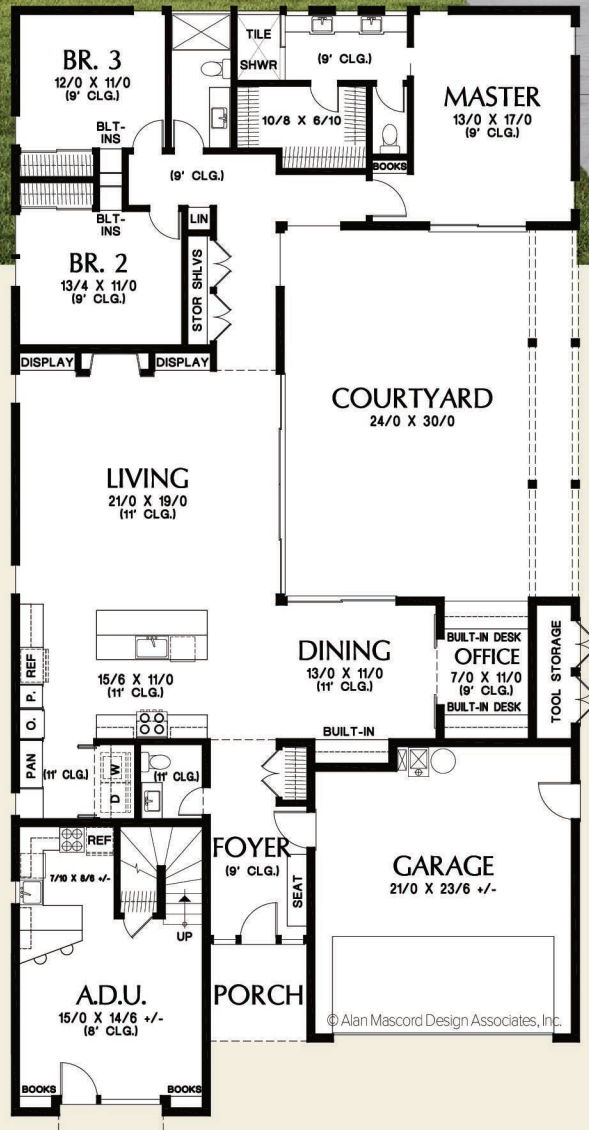 BR. 3
12/0 X 11/0
(9' CLG.)
BLT-
INS
TILE
SHWR
(9' CLG.)
10/8 X 6/10
BOOKS
MASTER
13/0 X 17/0
(9' CLG.)
(9' CLG.)
LIN
BLT-
INS
BR. 2
13/4 X 11/0
(9' CLG.)
STOR SHLVS
DISPLAY
DISPLAY
COURTYARD
24/0 X 30/0
LIVING
21/0 X 19/0
(11' CLG.)
REF
P.
O.
PAN
15/6 X 11/0
(11' CLG.)
DINING
13/0 X 11/0
(11' CLG.)
BUILT-IN
BUILT-IN DESK
OFFICE
7/0 X 11/0
(9' CLG.)
BUILT-IN DESK
TOOL STORAGE
(11' CLG.)
W
D
(11' CLG.)
REF
7/10 X 8/6 +/-
UP
FOYER
(9' CLG.)
SEAT
GARAGE
21/0 X 23/6 +/-
A.D.U.
15/0 X 14/6 +/-
(8' CLG.)
PORCH
© Alan Mascord Design Associates, Inc.
BOOKS
BOOKS